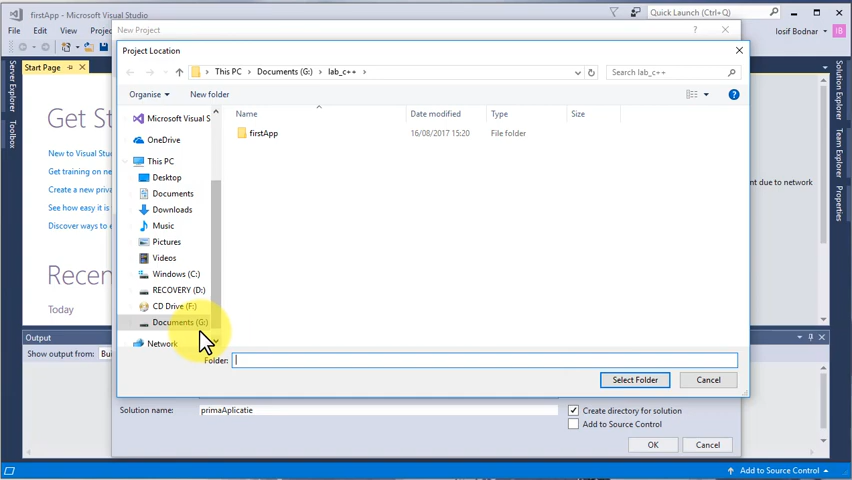 firstApp - Microsoft Visual Studio
Quick Launch (Ctrl+Q)
File Edit View Project
New Project
?
Iosif Bodnar IB
Project Location
This PC > Documents (G:) > lab_c++ >
Search lab_c++
Start Page
Organise New folder
Name Date modified Type Size
firstApp 16/08/2017 15:20 File folder
Get St
New to Visual Stu
Get training on ne
Create a new priva
See how easy it is
Discover ways to e
Recen
Today
Microsoft Visual S
OneDrive
This PC
Desktop
Documents
Downloads
Music
Pictures
Videos
Windows (C:)
RECOVERY (D:)
CD Drive (F:)
Documents (G:)
Network
ent due to network
Server Explorer
Toolbox
Solution Explorer
Team Explorer
Properties
Output
Show output from: Bui
Folder:
Select Folder Cancel
Solution name: primaAplicatie
Create directory for solution
Add to Source Control
OK Cancel
Add to Source Control